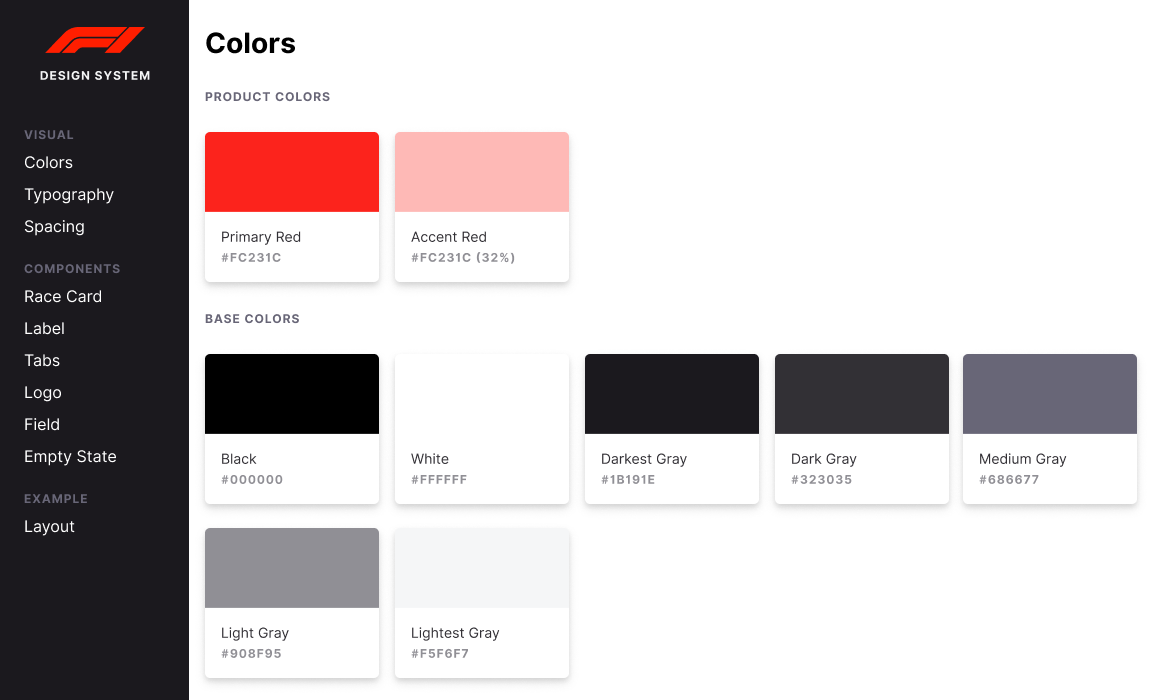 DESIGN SYSTEM
VISUAL
Colors
Typography
Spacing
COMPONENTS
Race Card
Label
Tabs
Logo
Field
Empty State
EXAMPLE
Layout
Colors
PRODUCT COLORS
Primary Red
#FC231C
Accent Red
#FC231C (32%)
BASE COLORS
Black
#000000
White
#FFFFFF
Darkest Gray
#1B191E
Dark Gray
#323035
Medium Gray
#686677
Light Gray
#908F95
Lightest Gray
#F5F6F7